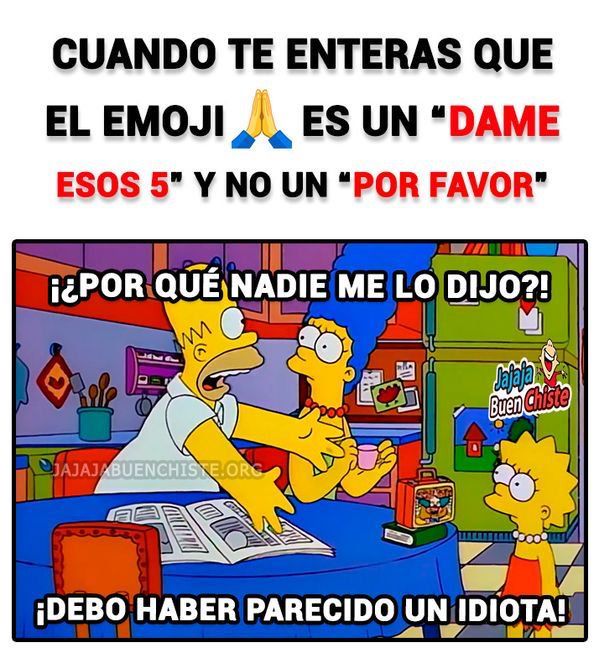 CUANDO TE ENTERAS QUE
EL EMOJI 🙏 ES UN “DAME
ESOS 5” Y NO UN “POR FAVOR”
¡¿POR QUÉ NADIE ME LO DIJO?!
Jajaja
Buen Chiste
JAJAJABUENCHISTE.ORG
¡DEBO HABER PARECIDO UN IDIOTA!